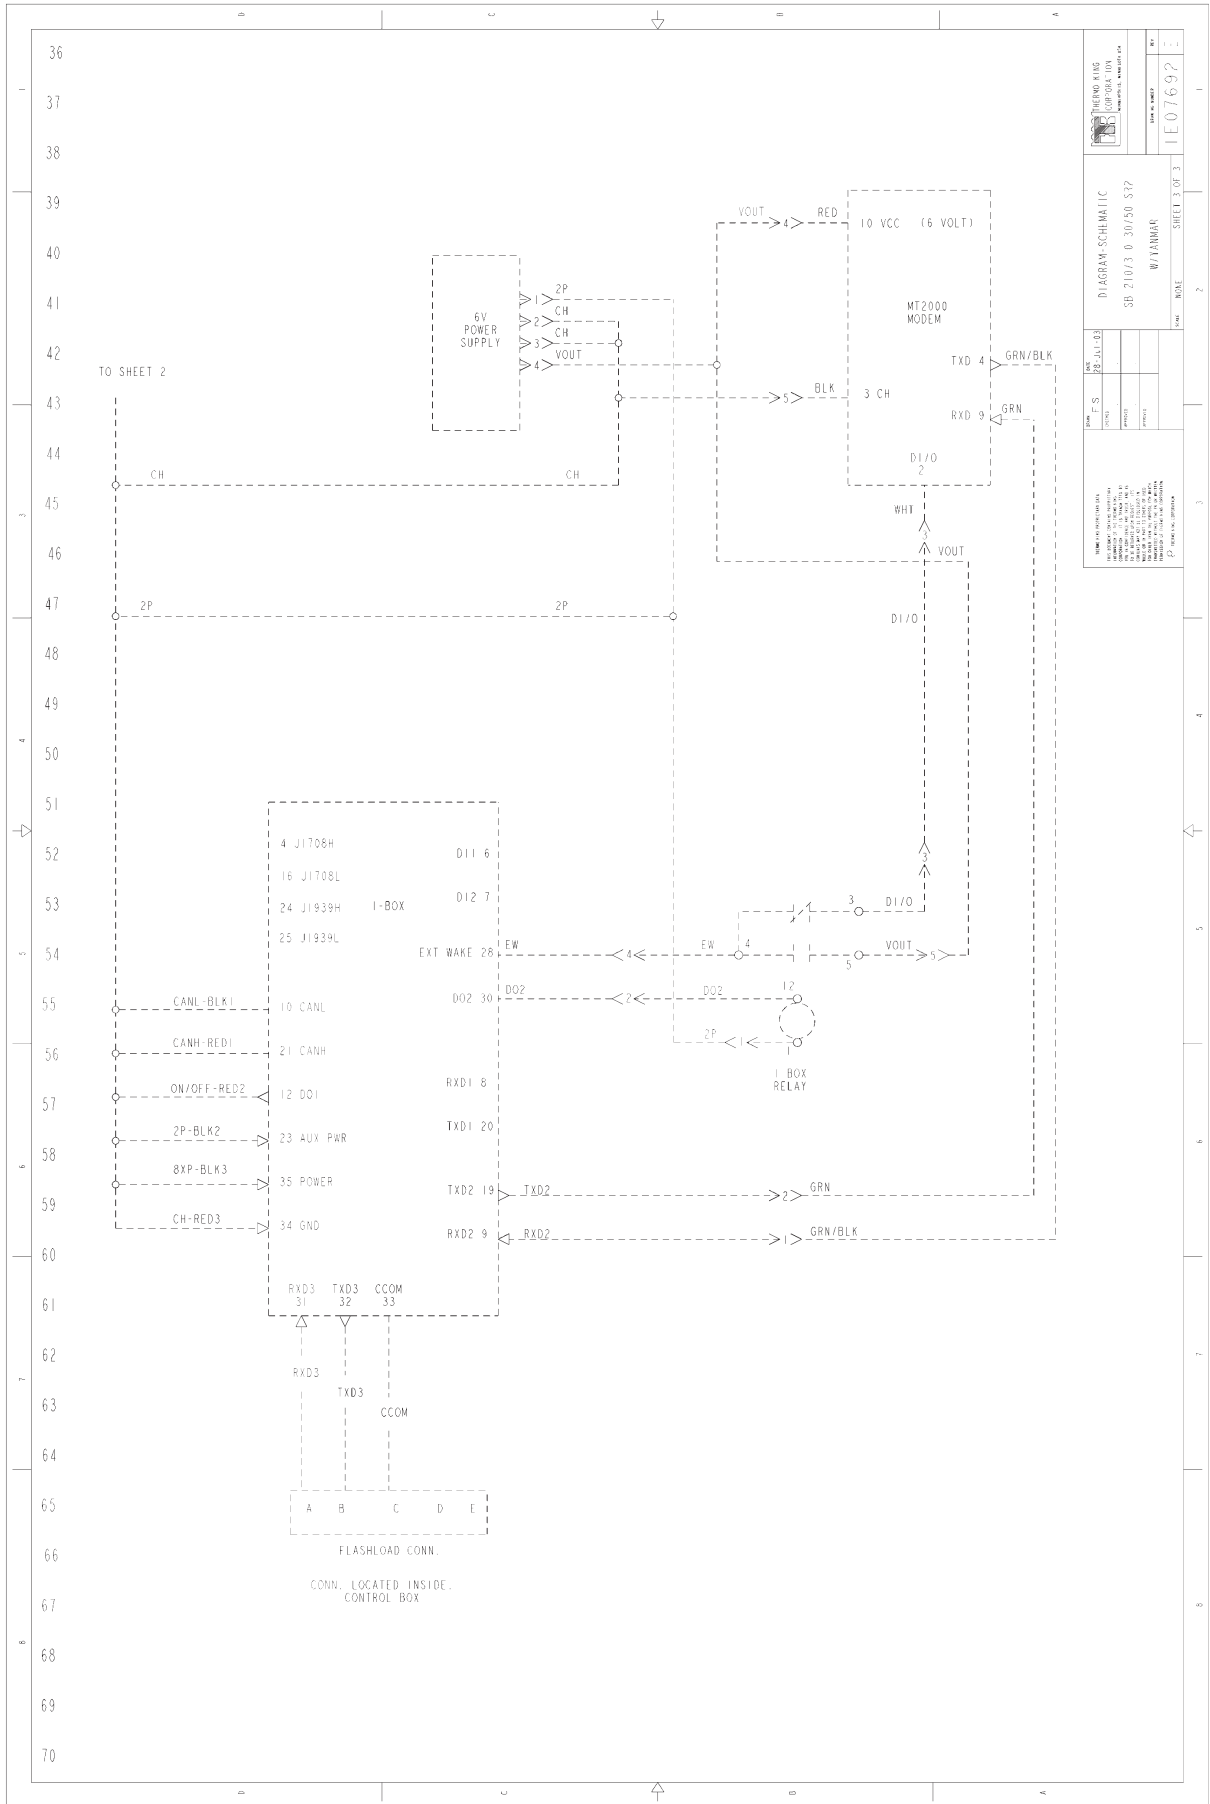 36
37
38
39
40
41
42
43
44
45
46
47
48
49
50
51
52
53
54
55
56
57
58
59
60
61
62
63
64
65
66
67
68
69
70
TO SHEET 2
6V
POWER
SUPPLY
1
2P
2
CH
3
CH
4
VOUT
VOUT
4
RED
10 VCC (6 VOLT)
MT2000
MODEM
TXD 4
GRN/BLK
BLK
5
3 CH
RXD 9
GRN
DI/O
2
CH
CH
WHT
3
VOUT
2P
2P
DI/O
3
4 J1708H
16 J1708L
24 J1939H
25 J1939L
I-BOX
DI1 6
DI2 7
EXT WAKE 28
EW
4
EW
4
3
DI/O
5
VOUT
5
DO2 30
DO2
2
DO2
12
2P
1
1
I BOX
RELAY
CANL-BLK1
10 CANL
CANH-RED1
21 CANH
ON/OFF-RED2
12 DO1
2P-BLK2
23 AUX PWR
8XP-BLK3
35 POWER
CH-RED3
34 GND
RXD1 8
TXD1 20
TXD2 19
TXD2
2
GRN
RXD2 9
RXD2
1
GRN/BLK
RXD3
31
TXD3
32
CCOM
33
RXD3
TXD3
CCOM
A B C D E
FLASHLOAD CONN.
CONN. LOCATED INSIDE.
CONTROL BOX
THERMO KING
CORPORATION
DIAGRAM-SCHEMATIC
W/YANMAR
SCALE NONE
SHEET 3 OF 3
DATE
28-Jul-03
DRAWN
F S